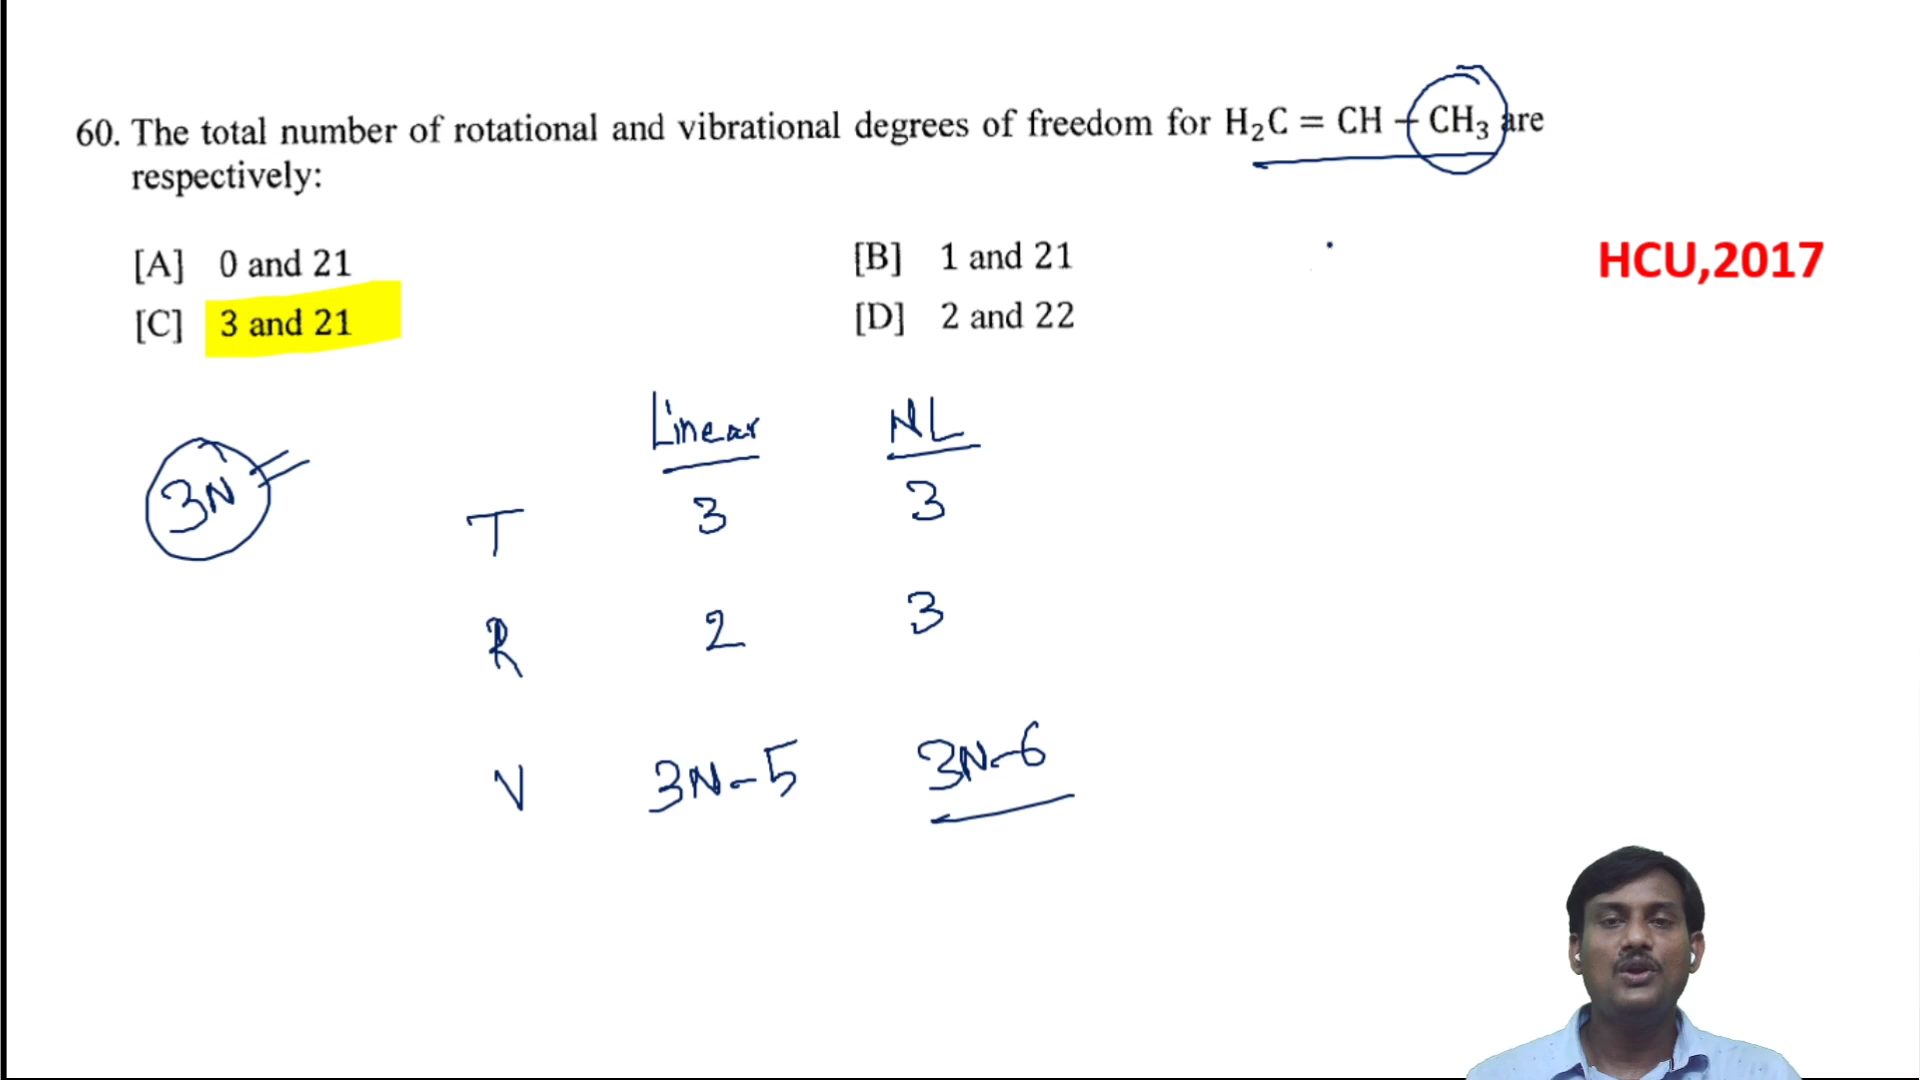 60. The total number of rotational and vibrational degrees of freedom for H₂C = CH − CH₃ are
respectively:
[A] 0 and 21
[B] 1 and 21
HCU,2017
[C] 3 and 21
[D] 2 and 22
Linear NL
3N
T 3 3
R 2 3
V 3N-5 3N-6